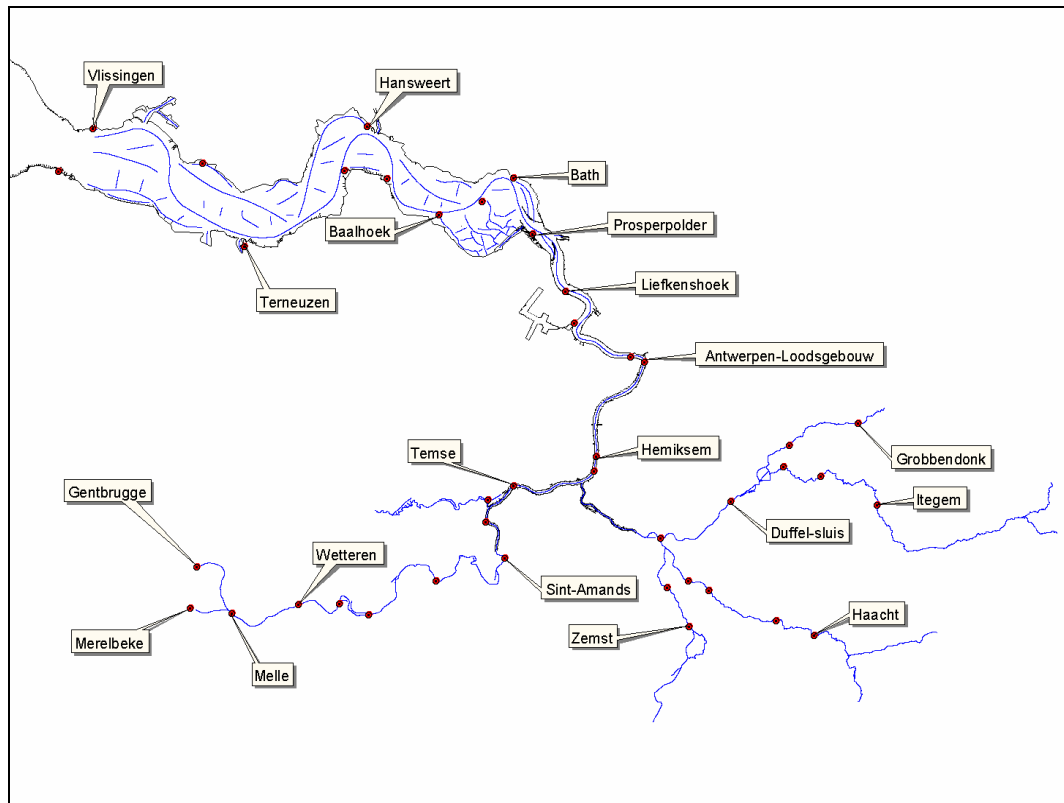 Vlissingen
Hansweert
Bath
Baalhoek
Prosperpolder
Terneuzen
Liefkenshoek
Antwerpen-Loodsgebouw
Temse
Hemiksem
Grobbendonk
Gentbrugge
Itegem
Wetteren
Duffel-sluis
Sint-Amands
Merelbeke
Zemst
Haacht
Melle